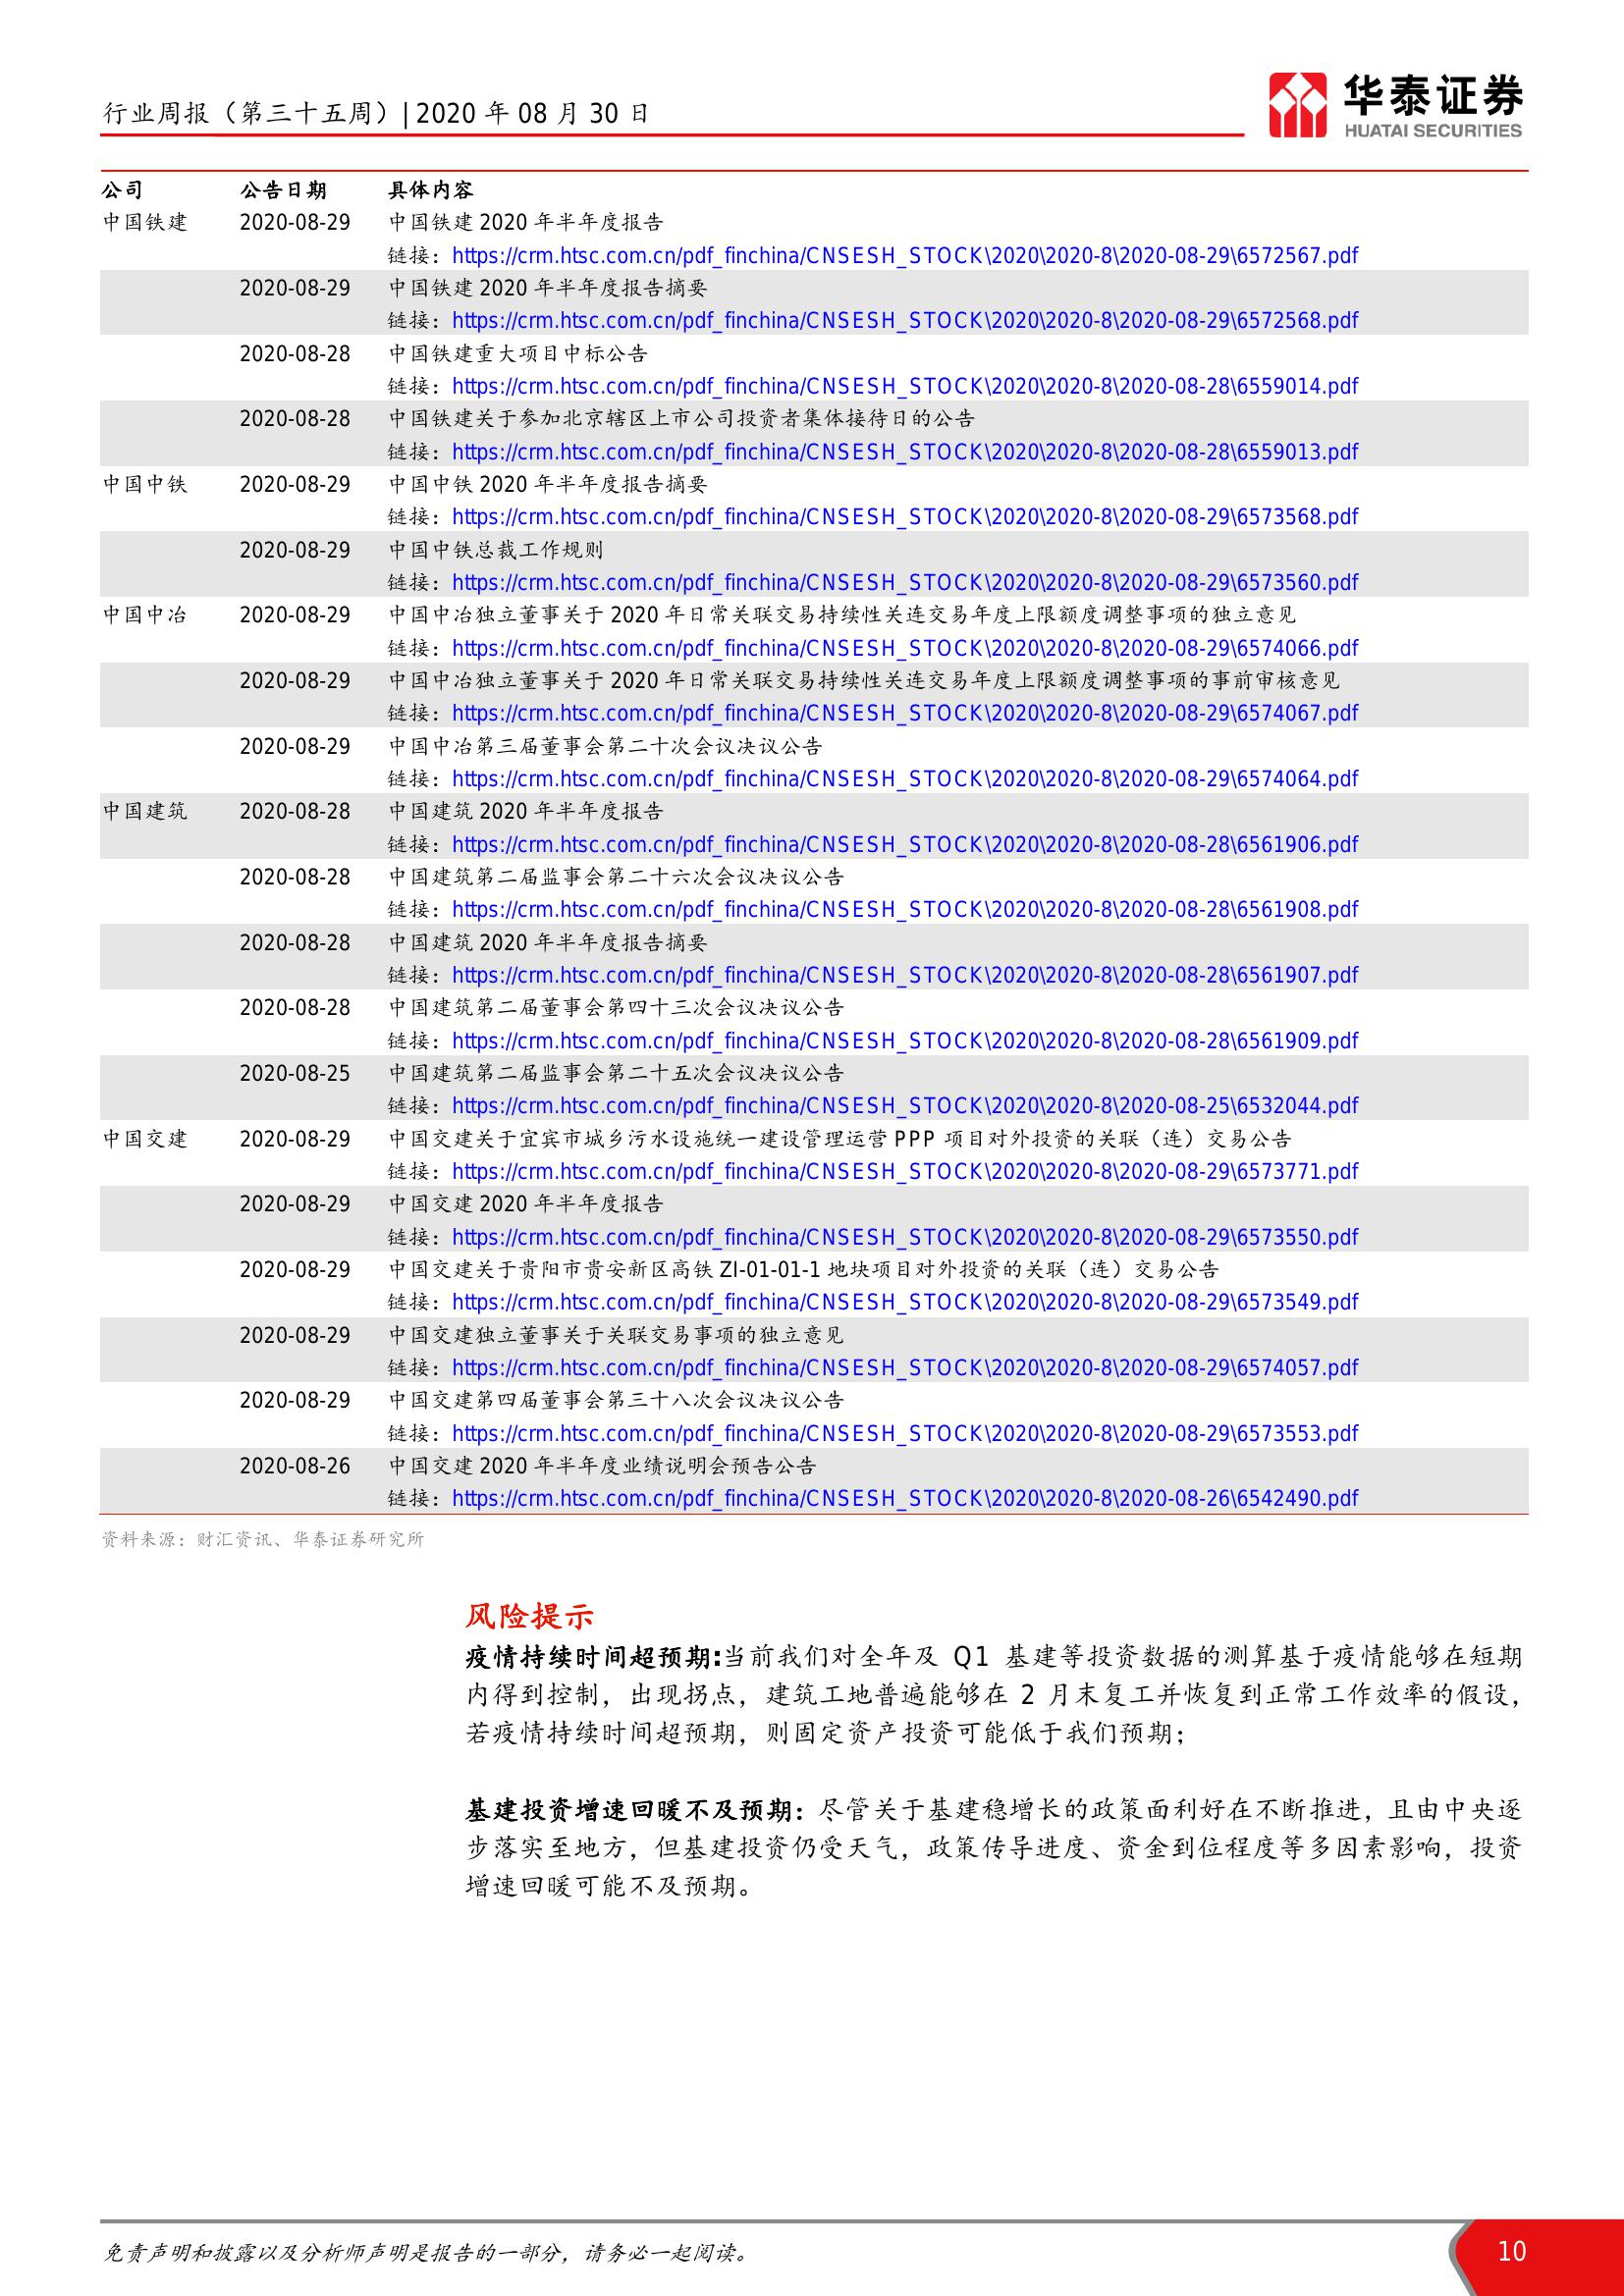 行业周报（第三十五周）| 2020 年 08 月 30 日
华泰证券
HUATAI SECURITIES
公司 公告日期 具体内容
中国铁建 2020-08-29 中国铁建 2020 年半年度报告
链接：https://crm.htsc.com.cn/pdf_finchina/CNSESH_STOCK\2020\2020-8\2020-08-29\6572567.pdf
2020-08-29 中国铁建 2020 年半年度报告摘要
链接：https://crm.htsc.com.cn/pdf_finchina/CNSESH_STOCK\2020\2020-8\2020-08-29\6572568.pdf
2020-08-28 中国铁建重大项目中标公告
链接：https://crm.htsc.com.cn/pdf_finchina/CNSESH_STOCK\2020\2020-8\2020-08-28\6559014.pdf
2020-08-28 中国铁建关于参加北京辖区上市公司投资者集体接待日的公告
链接：https://crm.htsc.com.cn/pdf_finchina/CNSESH_STOCK\2020\2020-8\2020-08-28\6559013.pdf
中国中铁 2020-08-29 中国中铁 2020 年半年度报告摘要
链接：https://crm.htsc.com.cn/pdf_finchina/CNSESH_STOCK\2020\2020-8\2020-08-29\6573568.pdf
2020-08-29 中国中铁总裁工作规则
链接：https://crm.htsc.com.cn/pdf_finchina/CNSESH_STOCK\2020\2020-8\2020-08-29\6573560.pdf
中国中冶 2020-08-29 中国中冶独立董事关于 2020 年日常关联交易持续性关连交易年度上限额度调整事项的独立意见
链接：https://crm.htsc.com.cn/pdf_finchina/CNSESH_STOCK\2020\2020-8\2020-08-29\6574066.pdf
2020-08-29 中国中冶独立董事关于 2020 年日常关联交易持续性关连交易年度上限额度调整事项的事前审核意见
链接：https://crm.htsc.com.cn/pdf_finchina/CNSESH_STOCK\2020\2020-8\2020-08-29\6574067.pdf
2020-08-29 中国中冶第三届董事会第二十次会议决议公告
链接：https://crm.htsc.com.cn/pdf_finchina/CNSESH_STOCK\2020\2020-8\2020-08-29\6574064.pdf
中国建筑 2020-08-28 中国建筑 2020 年半年度报告
链接：https://crm.htsc.com.cn/pdf_finchina/CNSESH_STOCK\2020\2020-8\2020-08-28\6561906.pdf
2020-08-28 中国建筑第二届监事会第二十六次会议决议公告
链接：https://crm.htsc.com.cn/pdf_finchina/CNSESH_STOCK\2020\2020-8\2020-08-28\6561908.pdf
2020-08-28 中国建筑 2020 年半年度报告摘要
链接：https://crm.htsc.com.cn/pdf_finchina/CNSESH_STOCK\2020\2020-8\2020-08-28\6561907.pdf
2020-08-28 中国建筑第二届董事会第四十三次会议决议公告
链接：https://crm.htsc.com.cn/pdf_finchina/CNSESH_STOCK\2020\2020-8\2020-08-28\6561909.pdf
2020-08-25 中国建筑第二届监事会第二十五次会议决议公告
链接：https://crm.htsc.com.cn/pdf_finchina/CNSESH_STOCK\2020\2020-8\2020-08-25\6532044.pdf
中国交建 2020-08-29 中国交建关于宜宾市城乡污水设施统一建设管理运营 PPP 项目对外投资的关联（连）交易公告
链接：https://crm.htsc.com.cn/pdf_finchina/CNSESH_STOCK\2020\2020-8\2020-08-29\6573771.pdf
2020-08-29 中国交建 2020 年半年度报告
链接：https://crm.htsc.com.cn/pdf_finchina/CNSESH_STOCK\2020\2020-8\2020-08-29\6573550.pdf
2020-08-29 中国交建关于贵阳市贵安新区高铁 ZI-01-01-1 地块项目对外投资的关联（连）交易公告
链接：https://crm.htsc.com.cn/pdf_finchina/CNSESH_STOCK\2020\2020-8\2020-08-29\6573549.pdf
2020-08-29 中国交建独立董事关于关联交易事项的独立意见
链接：https://crm.htsc.com.cn/pdf_finchina/CNSESH_STOCK\2020\2020-8\2020-08-29\6574057.pdf
2020-08-29 中国交建第四届董事会第三十八次会议决议公告
链接：https://crm.htsc.com.cn/pdf_finchina/CNSESH_STOCK\2020\2020-8\2020-08-29\6573553.pdf
2020-08-26 中国交建 2020 年半年度业绩说明会预告公告
链接：https://crm.htsc.com.cn/pdf_finchina/CNSESH_STOCK\2020\2020-8\2020-08-26\6542490.pdf
资料来源：财汇资讯、华泰证券研究所
风险提示
疫情持续时间超预期:当前我们对全年及 Q1 基建等投资数据的测算基于疫情能够在短期
内得到控制，出现拐点，建筑工地普遍能够在 2 月末复工并恢复到正常工作效率的假设，
若疫情持续时间超预期，则固定资产投资可能低于我们预期；
基建投资增速回暖不及预期：尽管关于基建稳增长的政策面利好在不断推进，且由中央逐
步落实至地方，但基建投资仍受天气，政策传导进度、资金到位程度等多因素影响，投资
增速回暖可能不及预期。
免责声明和披露以及分析师声明是报告的一部分，请务必一起阅读。
10